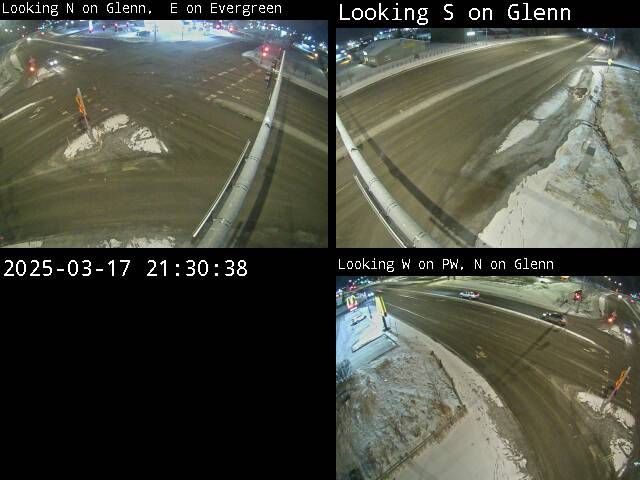 Looking N on Glenn, E on Evergreen
Looking S on Glenn
2025-03-17 21:30:38
Looking W on PW, N on Glenn